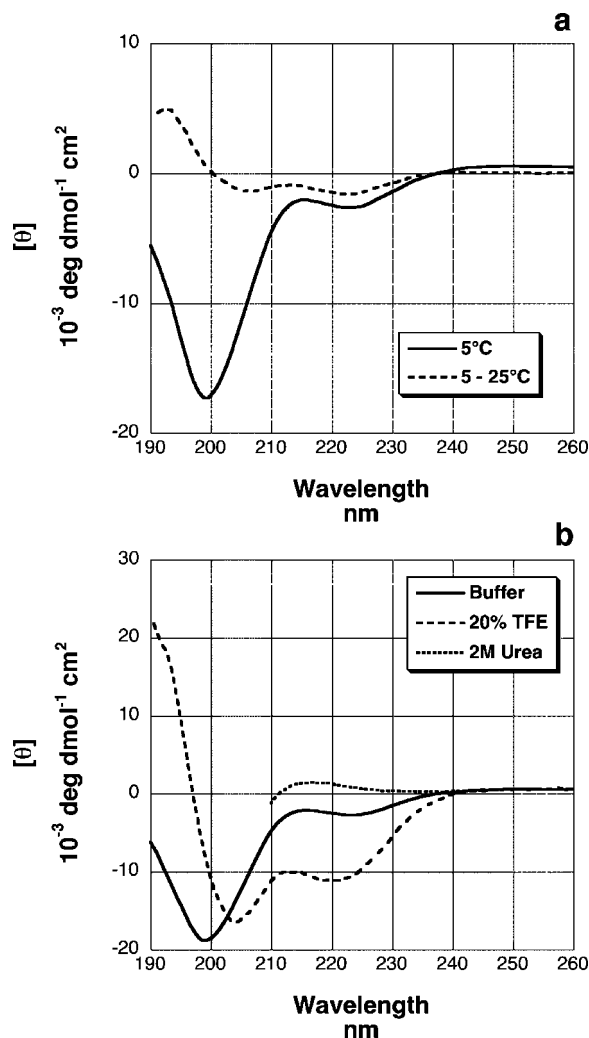 a
10
0
-10
-20
[θ]
10⁻³ deg dmol⁻¹ cm²
5°C
5 - 25°C
190 200 210 220 230 240 250 260
Wavelength
nm
b
30
20
10
0
-10
-20
[θ]
10⁻³ deg dmol⁻¹ cm²
Buffer
20% TFE
2M Urea
190 200 210 220 230 240 250 260
Wavelength
nm